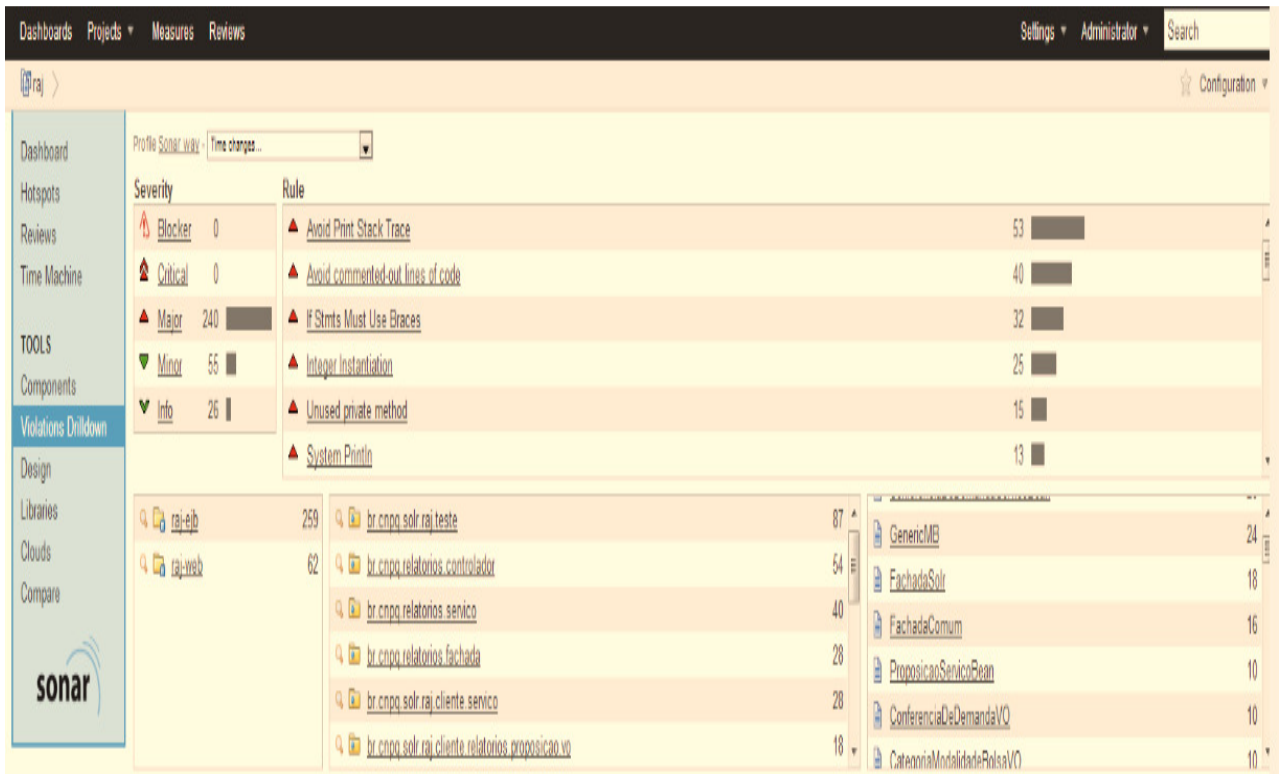 Dashboards Projects Measures Reviews Settings Administrator Search
raj Configuration
Dashboard
Hotspots
Reviews
Time Machine
TOOLS
Components
Violations Drilldown
Design
Libraries
Clouds
Compare
sonar
Profile Sonar way - Time changes...
Severity
Blocker 0
Critical 0
Major 240
Minor 55
Info 26
Rule
Avoid Print Stack Trace 53
Avoid commented-out lines of code 40
If Stmts Must Use Braces 32
Integer Instantiation 25
Unused private method 15
System Println 13
raj-ejb 259
raj-web 62
br.cnpq.solr.raj.teste 87
br.cnpq.relatorios.controlador 54
br.cnpq.relatorios.servico 40
br.cnpq.relatorios.fachada 28
br.cnpq.solr.raj.cliente.servico 28
br.cnpq.solr.raj.cliente.relatorios.proposicao.vo 18
GenericMB 24
FachadaSolr 18
FachadaComum 16
ProposicaoServicoBean 10
ConferenciaDeDemandaVO 10
CategoriaModalidadeBolsaVO 10